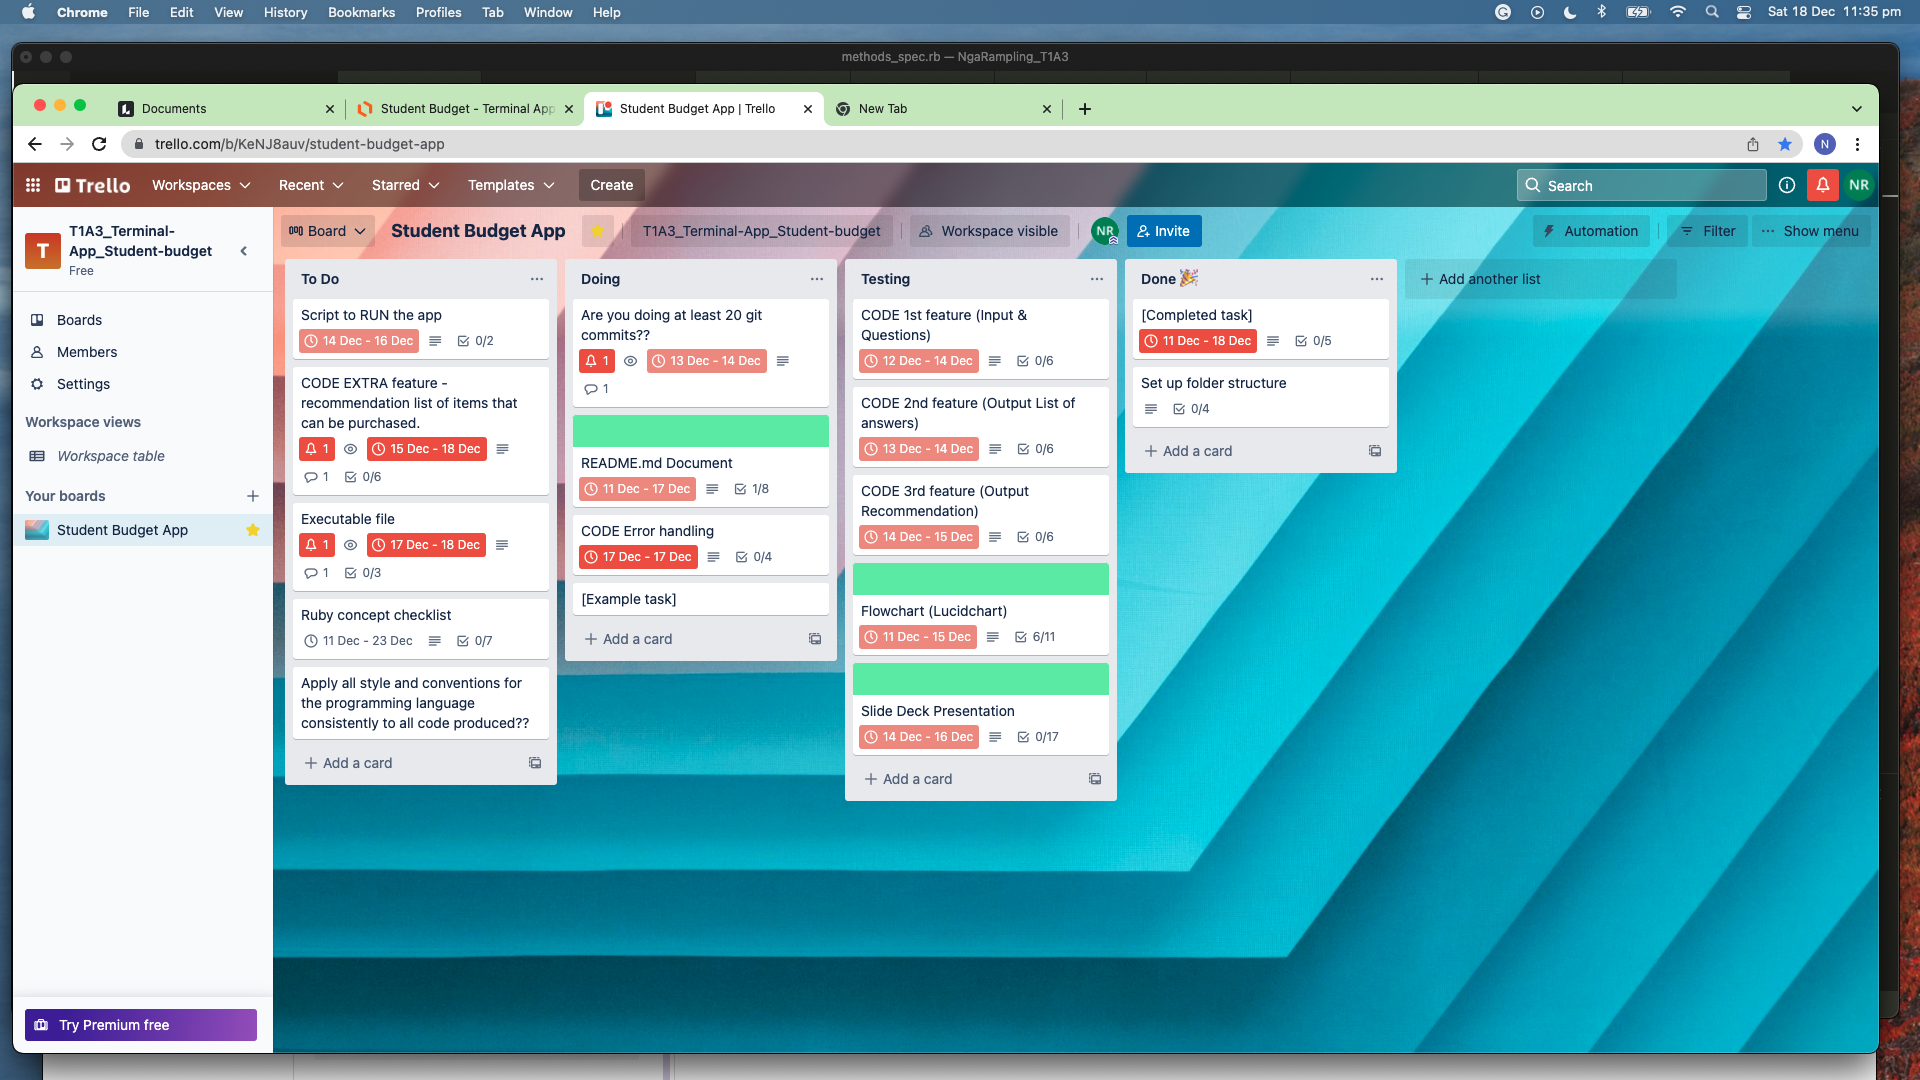 Chrome File Edit View History Bookmarks Profiles Tab Window Help Sat 18 Dec 11:35 pm
methods_spec.rb — NgaRampling_T1A3
Documents Student Budget - Terminal App Student Budget App | Trello New Tab
trello.com/b/KeNJ8auv/student-budget-app N
Trello Workspaces Recent Starred Templates Create Search NR
T T1A3_Terminal-
App_Student-budget
Free
Boards
Members
Settings
Workspace views
Workspace table
Your boards
Student Budget App
Try Premium free
Board Student Budget App T1A3_Terminal-App_Student-budget Workspace visible NR Invite Automation Filter Show menu
To Do
Script to RUN the app
14 Dec - 16 Dec 0/2
CODE EXTRA feature -
recommendation list of items that
can be purchased.
1 15 Dec - 18 Dec
1 0/6
Executable file
1 17 Dec - 18 Dec
1 0/3
Ruby concept checklist
11 Dec - 23 Dec 0/7
Apply all style and conventions for
the programming language
consistently to all code produced??
Add a card
Doing
Are you doing at least 20 git
commits??
1 13 Dec - 14 Dec
1
README.md Document
11 Dec - 17 Dec 1/8
CODE Error handling
17 Dec - 17 Dec 0/4
[Example task]
Add a card
Testing
CODE 1st feature (Input &
Questions)
12 Dec - 14 Dec 0/6
CODE 2nd feature (Output List of
answers)
13 Dec - 14 Dec 0/6
CODE 3rd feature (Output
Recommendation)
14 Dec - 15 Dec 0/6
Flowchart (Lucidchart)
11 Dec - 15 Dec 6/11
Slide Deck Presentation
14 Dec - 16 Dec 0/17
Add a card
Done 🎉
[Completed task]
11 Dec - 18 Dec 0/5
Set up folder structure
0/4
Add a card
Add another list